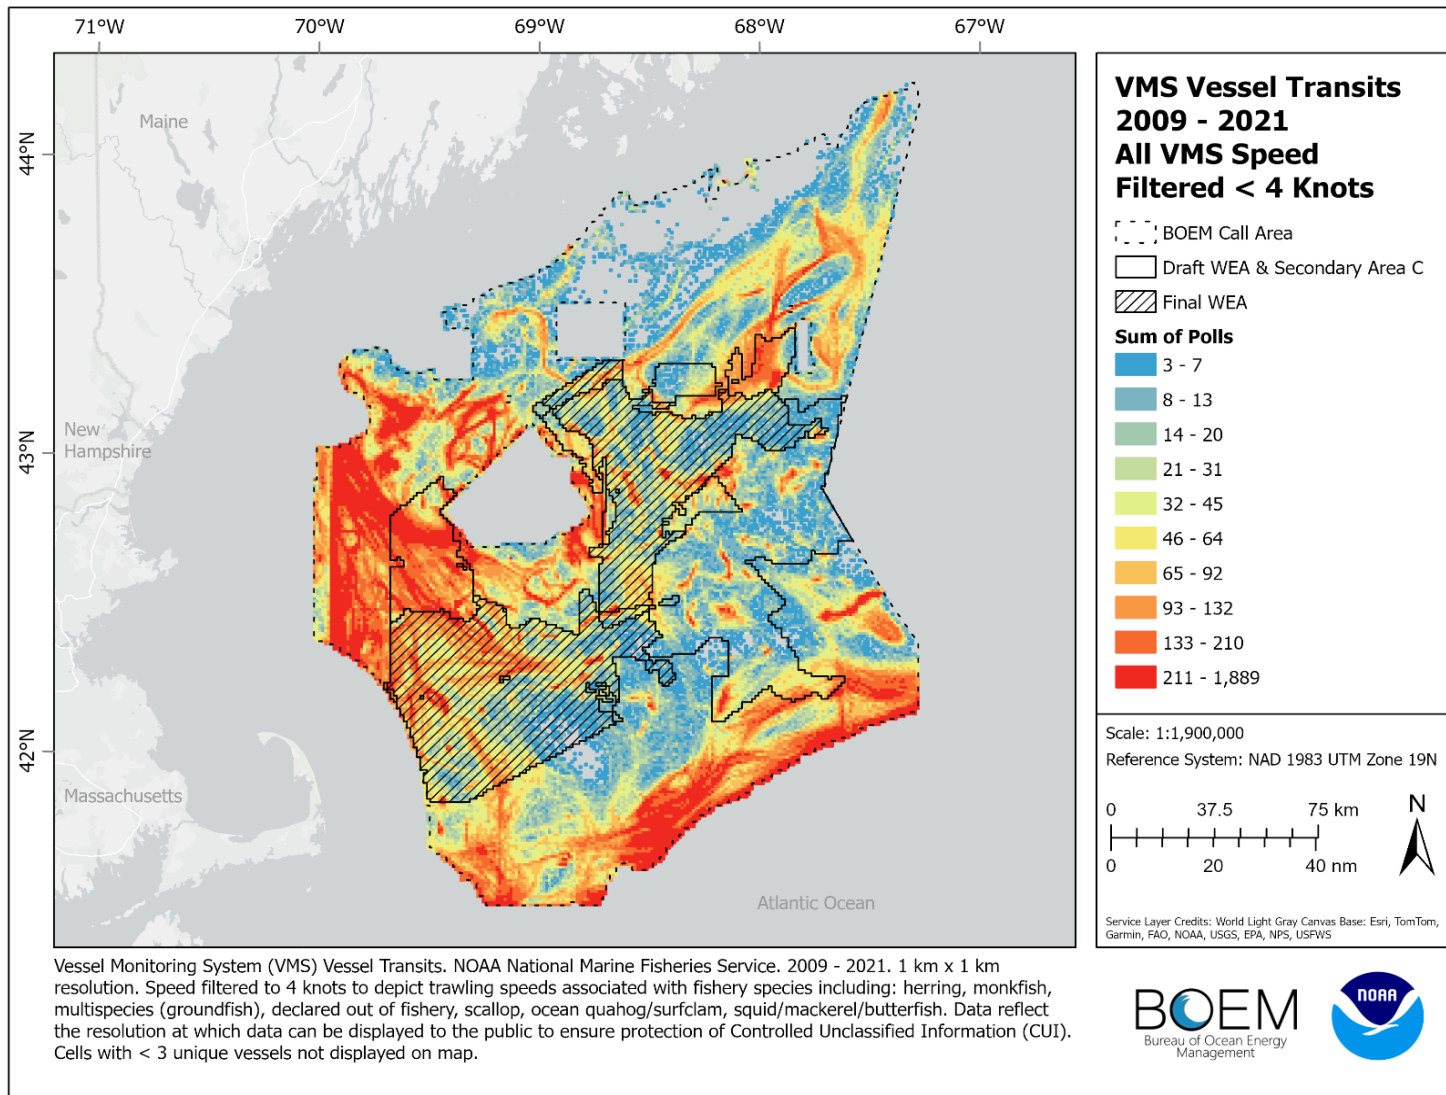 71°W
70°W
69°W
68°W
67°W
44°N
43°N
42°N
Maine
New
Hampshire
Massachusetts
Atlantic Ocean
VMS Vessel Transits
2009 - 2021
All VMS Speed
Filtered < 4 Knots
BOEM Call Area
Draft WEA & Secondary Area C
Final WEA
Sum of Polls
3 - 7
8 - 13
14 - 20
21 - 31
32 - 45
46 - 64
65 - 92
93 - 132
133 - 210
211 - 1,889
Scale: 1:1,900,000
Reference System: NAD 1983 UTM Zone 19N
0 37.5 75 km
0 20 40 nm
N
Service Layer Credits: World Light Gray Canvas Base: Esri, TomTom,
Garmin, FAO, NOAA, USGS, EPA, NPS, USFWS
Vessel Monitoring System (VMS) Vessel Transits. NOAA National Marine Fisheries Service. 2009 - 2021. 1 km x 1 km
resolution. Speed filtered to 4 knots to depict trawling speeds associated with fishery species including: herring, monkfish,
multispecies (groundfish), declared out of fishery, scallop, ocean quahog/surfclam, squid/mackerel/butterfish. Data reflect
the resolution at which data can be displayed to the public to ensure protection of Controlled Unclassified Information (CUI).
Cells with < 3 unique vessels not displayed on map.
BOEM
Bureau of Ocean Energy
Management
NOAA